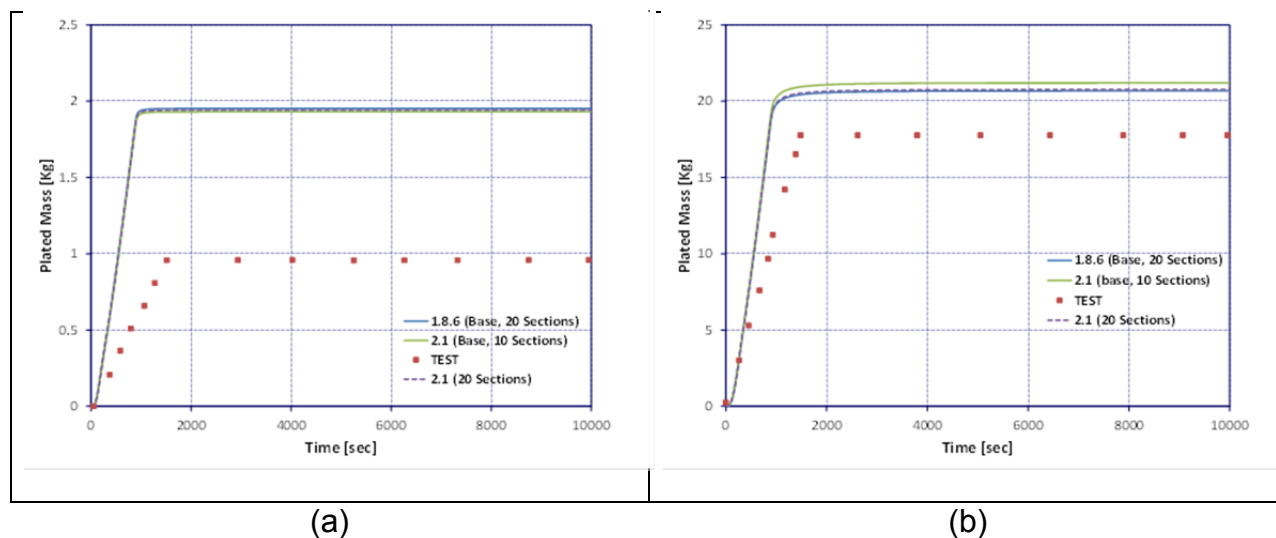 2.5
2
1.5
1
0.5
0
Plated Mass [Kg]
1.8.6 (Base, 20 Sections)
2.1 (Base, 10 Sections)
TEST
2.1 (20 Sections)
0 2000 4000 6000 8000 10000
Time [sec]
(a)
25
20
15
10
5
0
Plated Mass [Kg]
1.8.6 (Base, 20 Sections)
2.1 (base, 10 Sections)
TEST
2.1 (20 Sections)
0 2000 4000 6000 8000 10000
Time [sec]
(b)